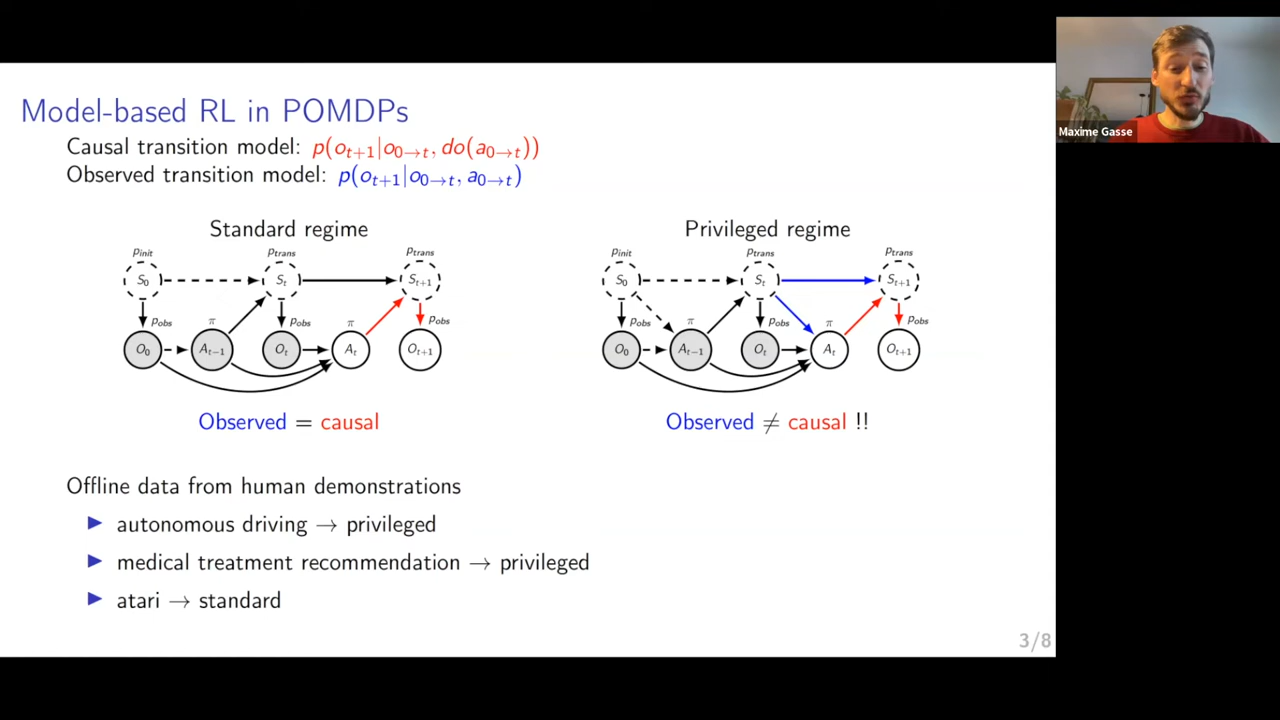 Model-based RL in POMDPs
Causal transition model: p(o_{t+1}|o_{0→t}, do(a_{0→t}))
Observed transition model: p(o_{t+1}|o_{0→t}, a_{0→t})
Standard regime
p_init p_trans p_trans
S_0 S_t S_{t+1}
p_obs π p_obs π p_obs
O_0 A_{t−1} O_t A_t O_{t+1}
Observed = causal
Privileged regime
p_init p_trans p_trans
S_0 S_t S_{t+1}
p_obs π p_obs π p_obs
O_0 A_{t−1} O_t A_t O_{t+1}
Observed ≠ causal !!
Offline data from human demonstrations
▶ autonomous driving → privileged
▶ medical treatment recommendation → privileged
▶ atari → standard
3/8
Maxime Gasse